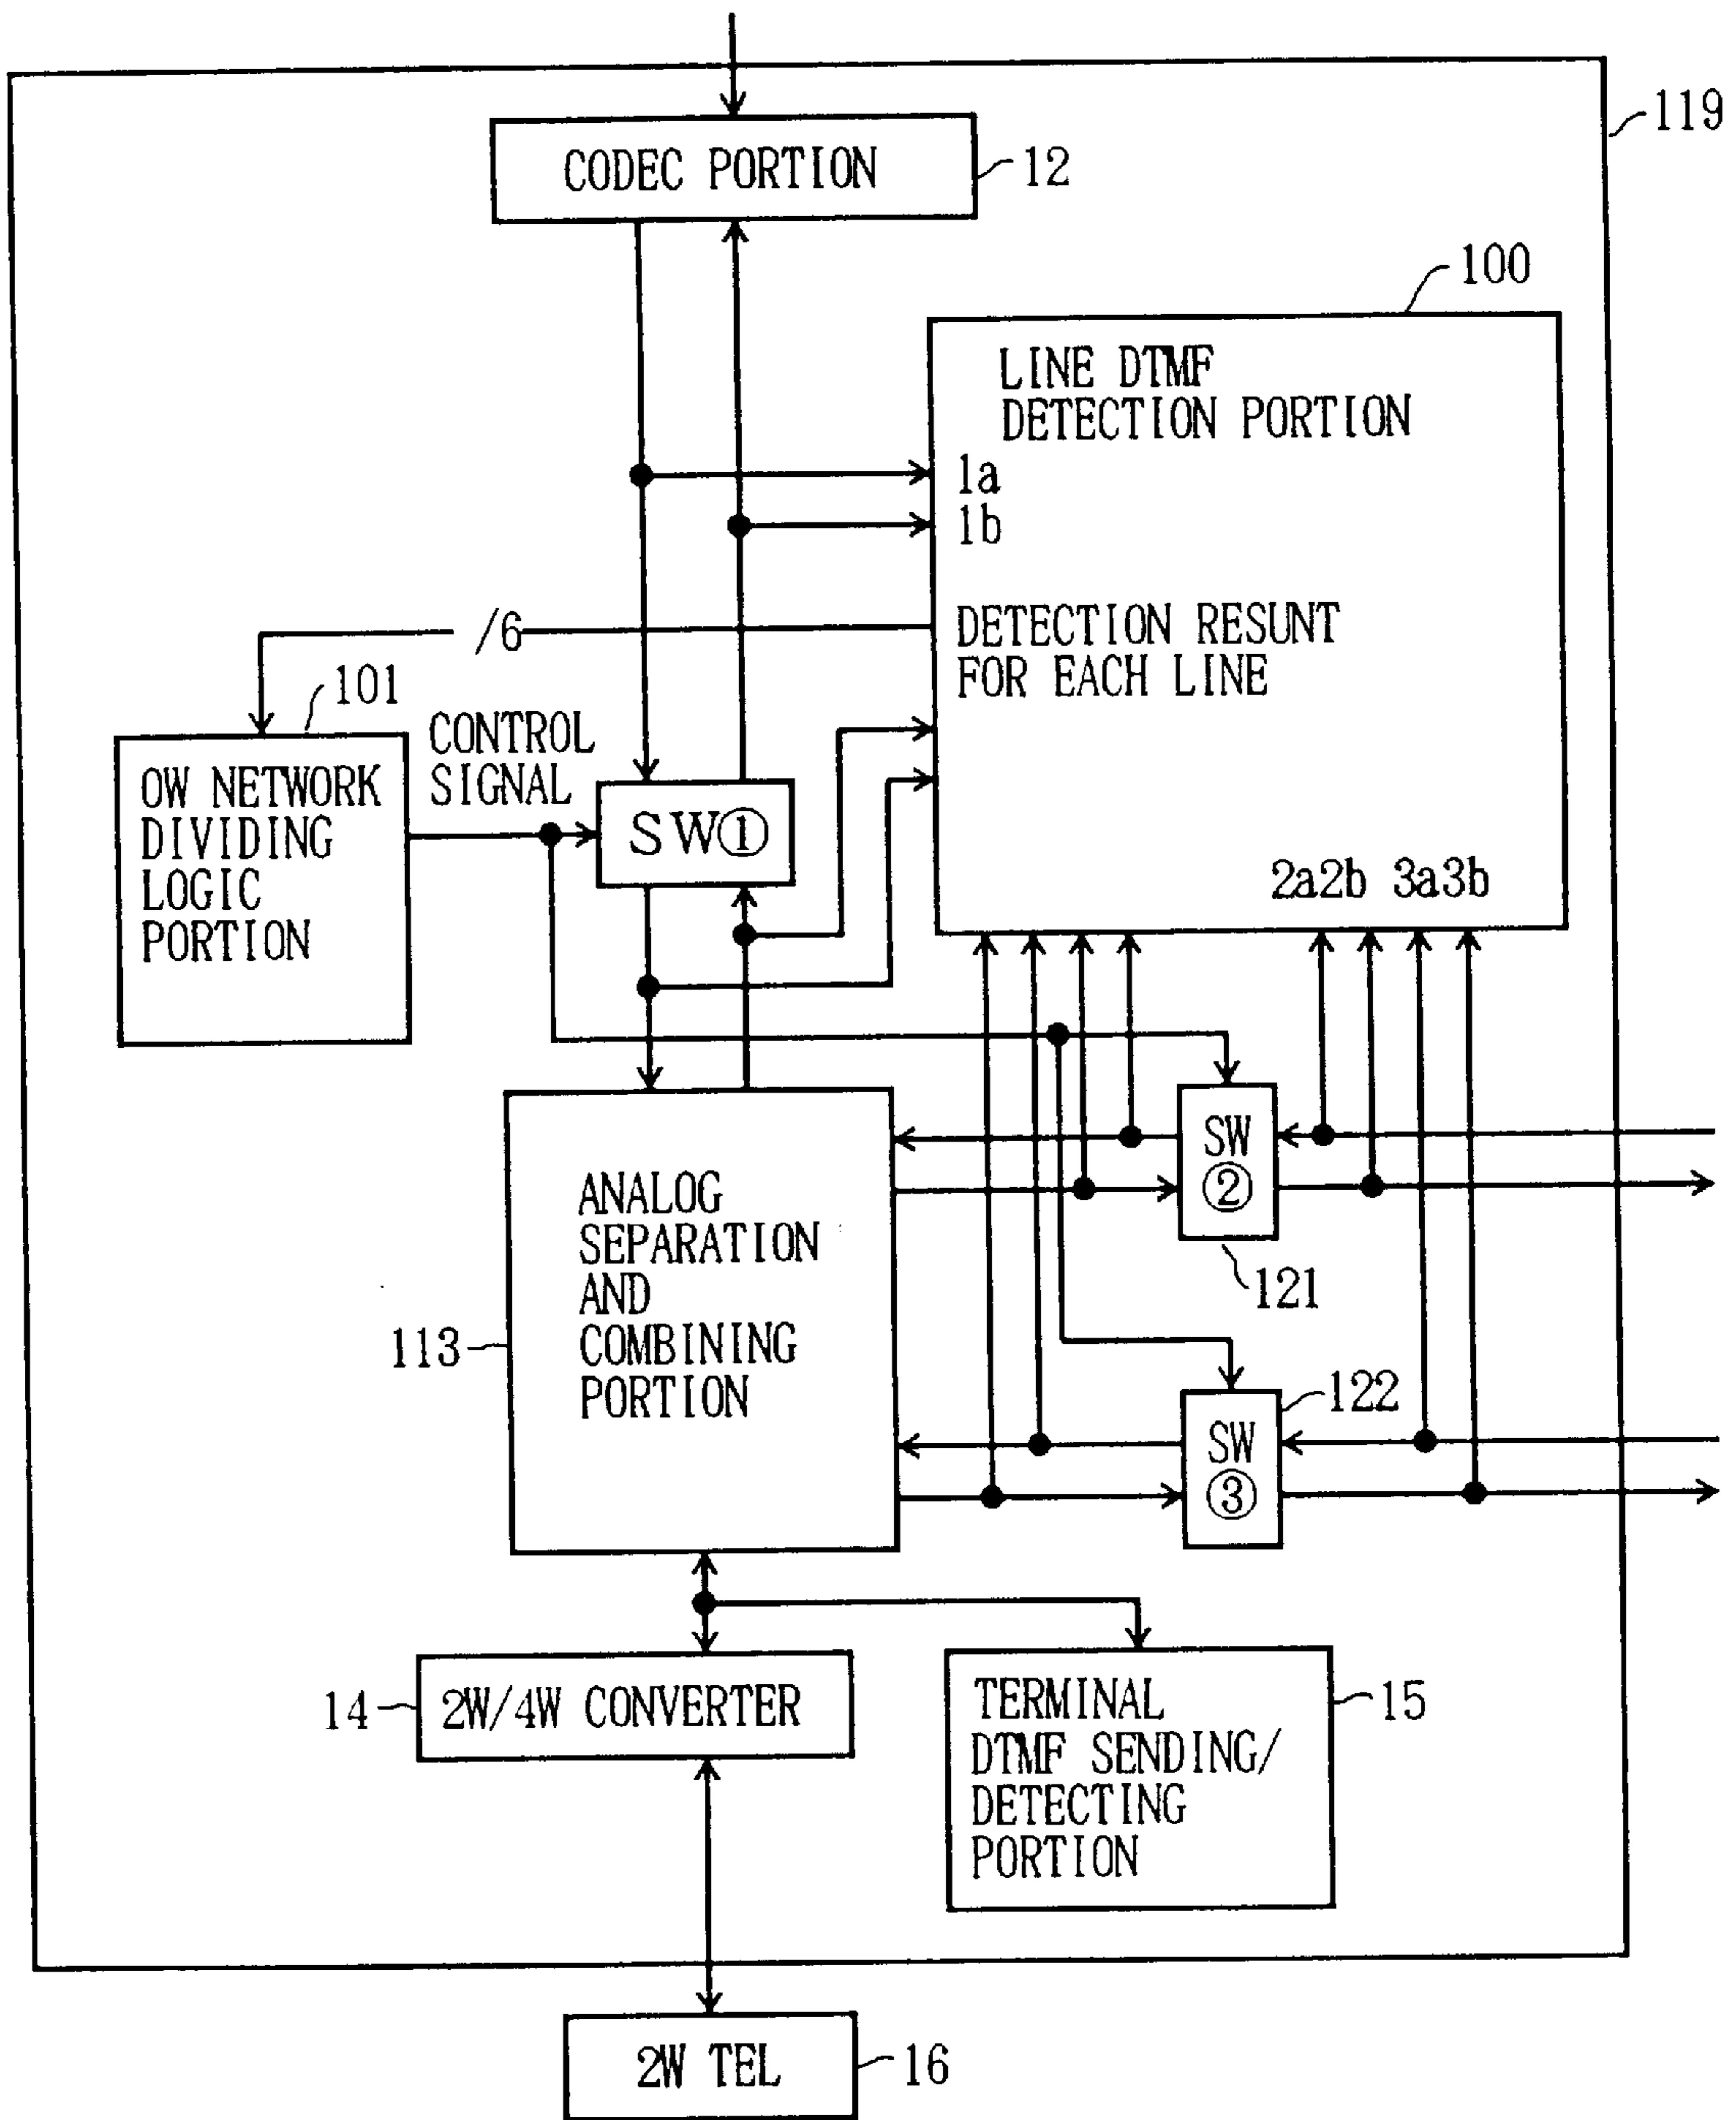 119
CODEC PORTION
12
100
LINE DTMF
DETECTION PORTION
1a
1b
/6
DETECTION RESUNT
FOR EACH LINE
101
CONTROL
SIGNAL
OW NETWORK
DIVIDING
LOGIC
PORTION
SW①
2a2b 3a3b
SW
②
121
ANALOG
SEPARATION
AND
COMBINING
PORTION
113
122
SW
③
14
2W/4W CONVERTER
TERMINAL
DTMF SENDING/
DETECTING
PORTION
15
2W TEL
16